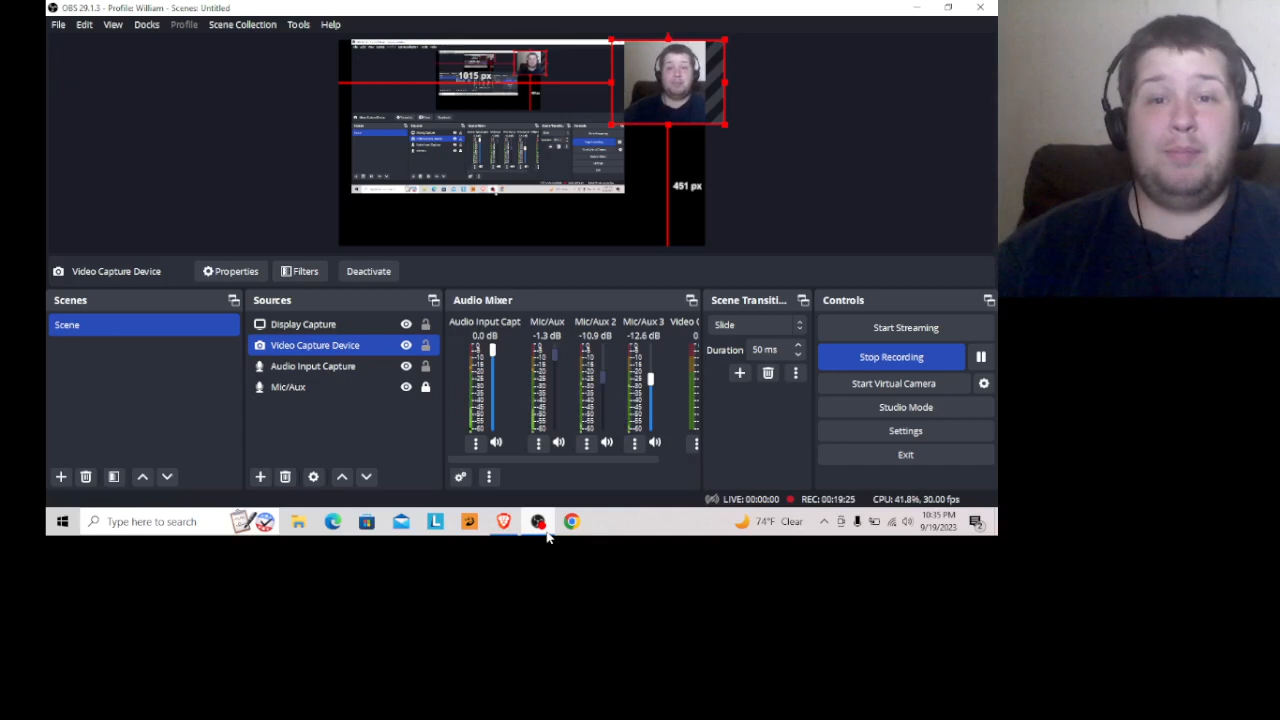 OBS 29.1.3 - Profile: William - Scenes: Untitled
File Edit View Docks Profile Scene Collection Tools Help
1015 px
451 px
Video Capture Device Properties Filters Deactivate
Scenes
Scene
Sources
Display Capture
Video Capture Device
Audio Input Capture
Mic/Aux
Audio Mixer
Audio Input Capt Mic/Aux Mic/Aux 2 Mic/Aux 3 Video
0.0 dB -1.3 dB -10.9 dB -12.6 dB
Scene Transiti...
Slide
Duration 50 ms
Controls
Start Streaming
Stop Recording
Start Virtual Camera
Studio Mode
Settings
Exit
LIVE: 00:00:00 REC: 00:19:25 CPU: 41.8%, 30.00 fps
Type here to search
74°F Clear
10:35 PM
9/19/2023
2